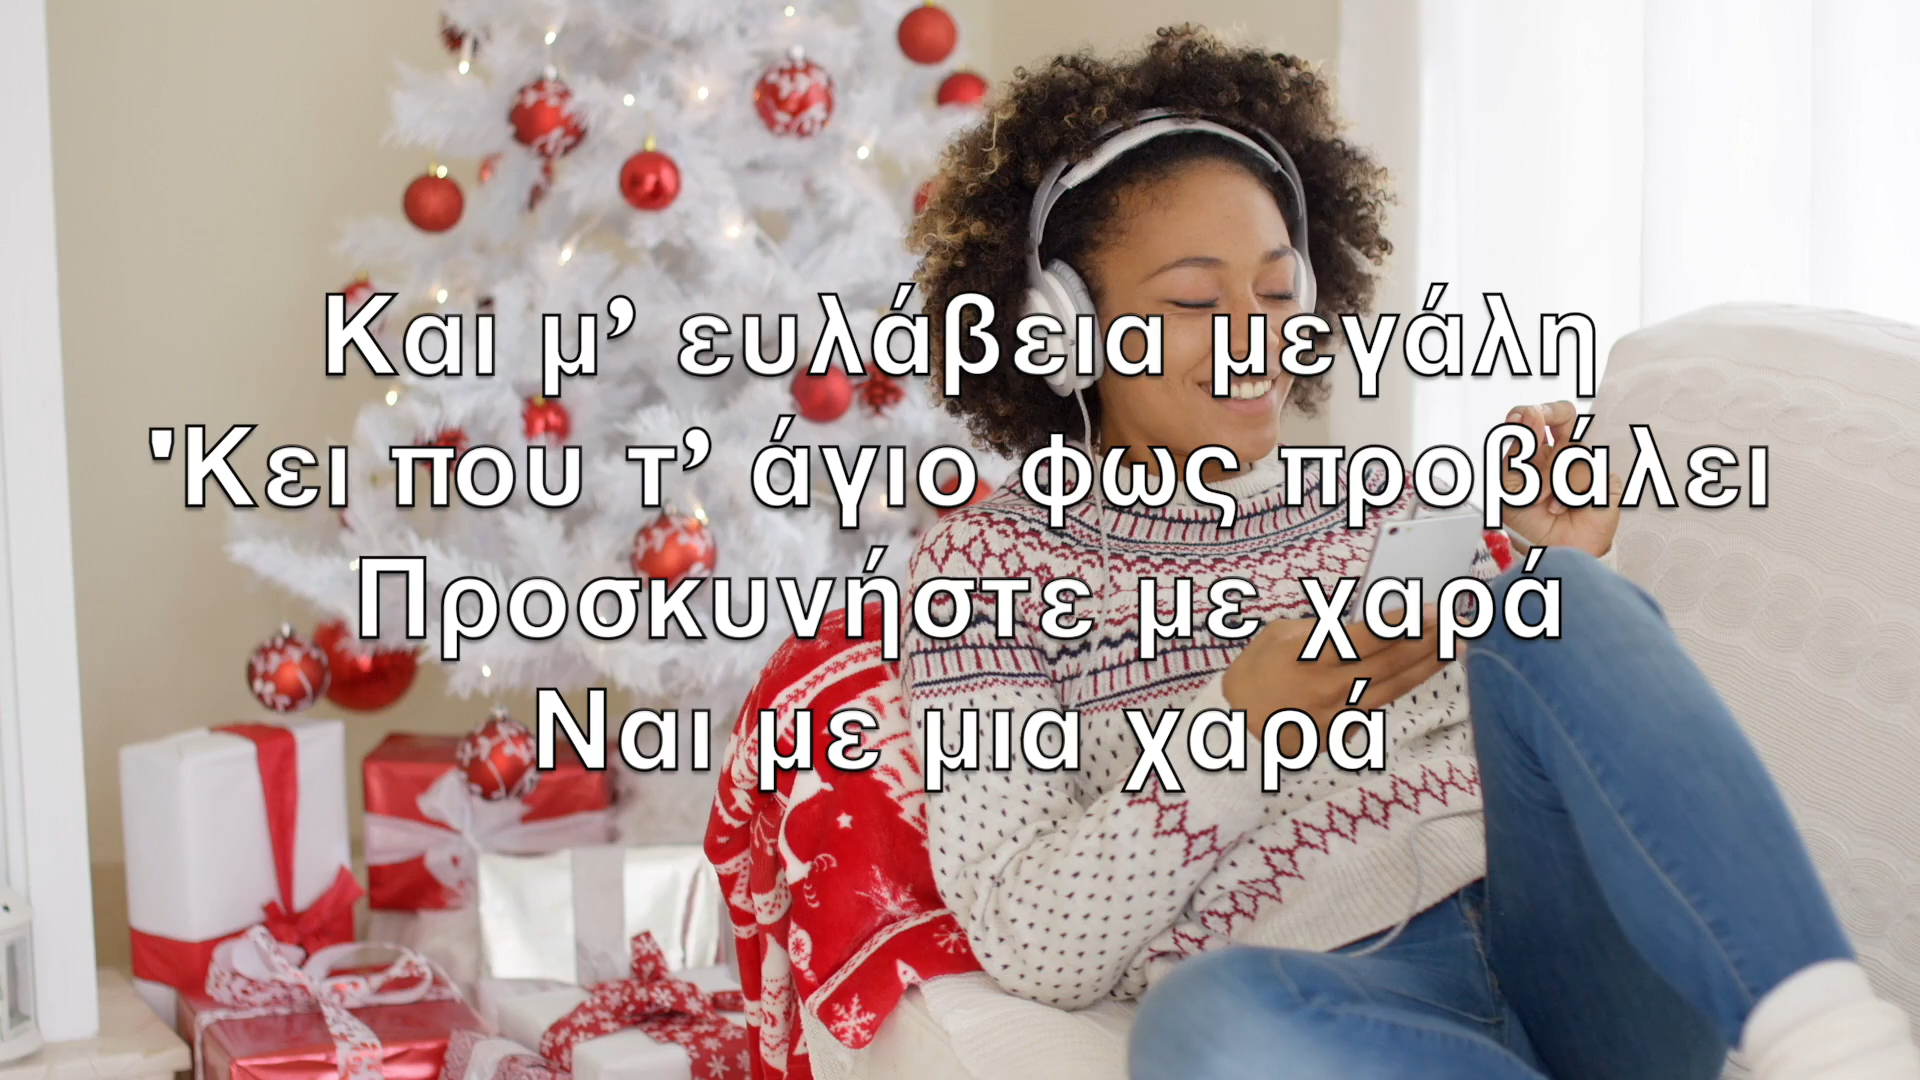 Και μ’ ευλάβεια μεγάλη
'Κει που τ’ άγιο φως προβάλει
Προσκυνήστε με χαρά
Ναι με μια χαρά